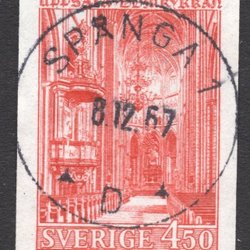 SPÅNGA 1
8.12.67
D
SVERIGE 4.50